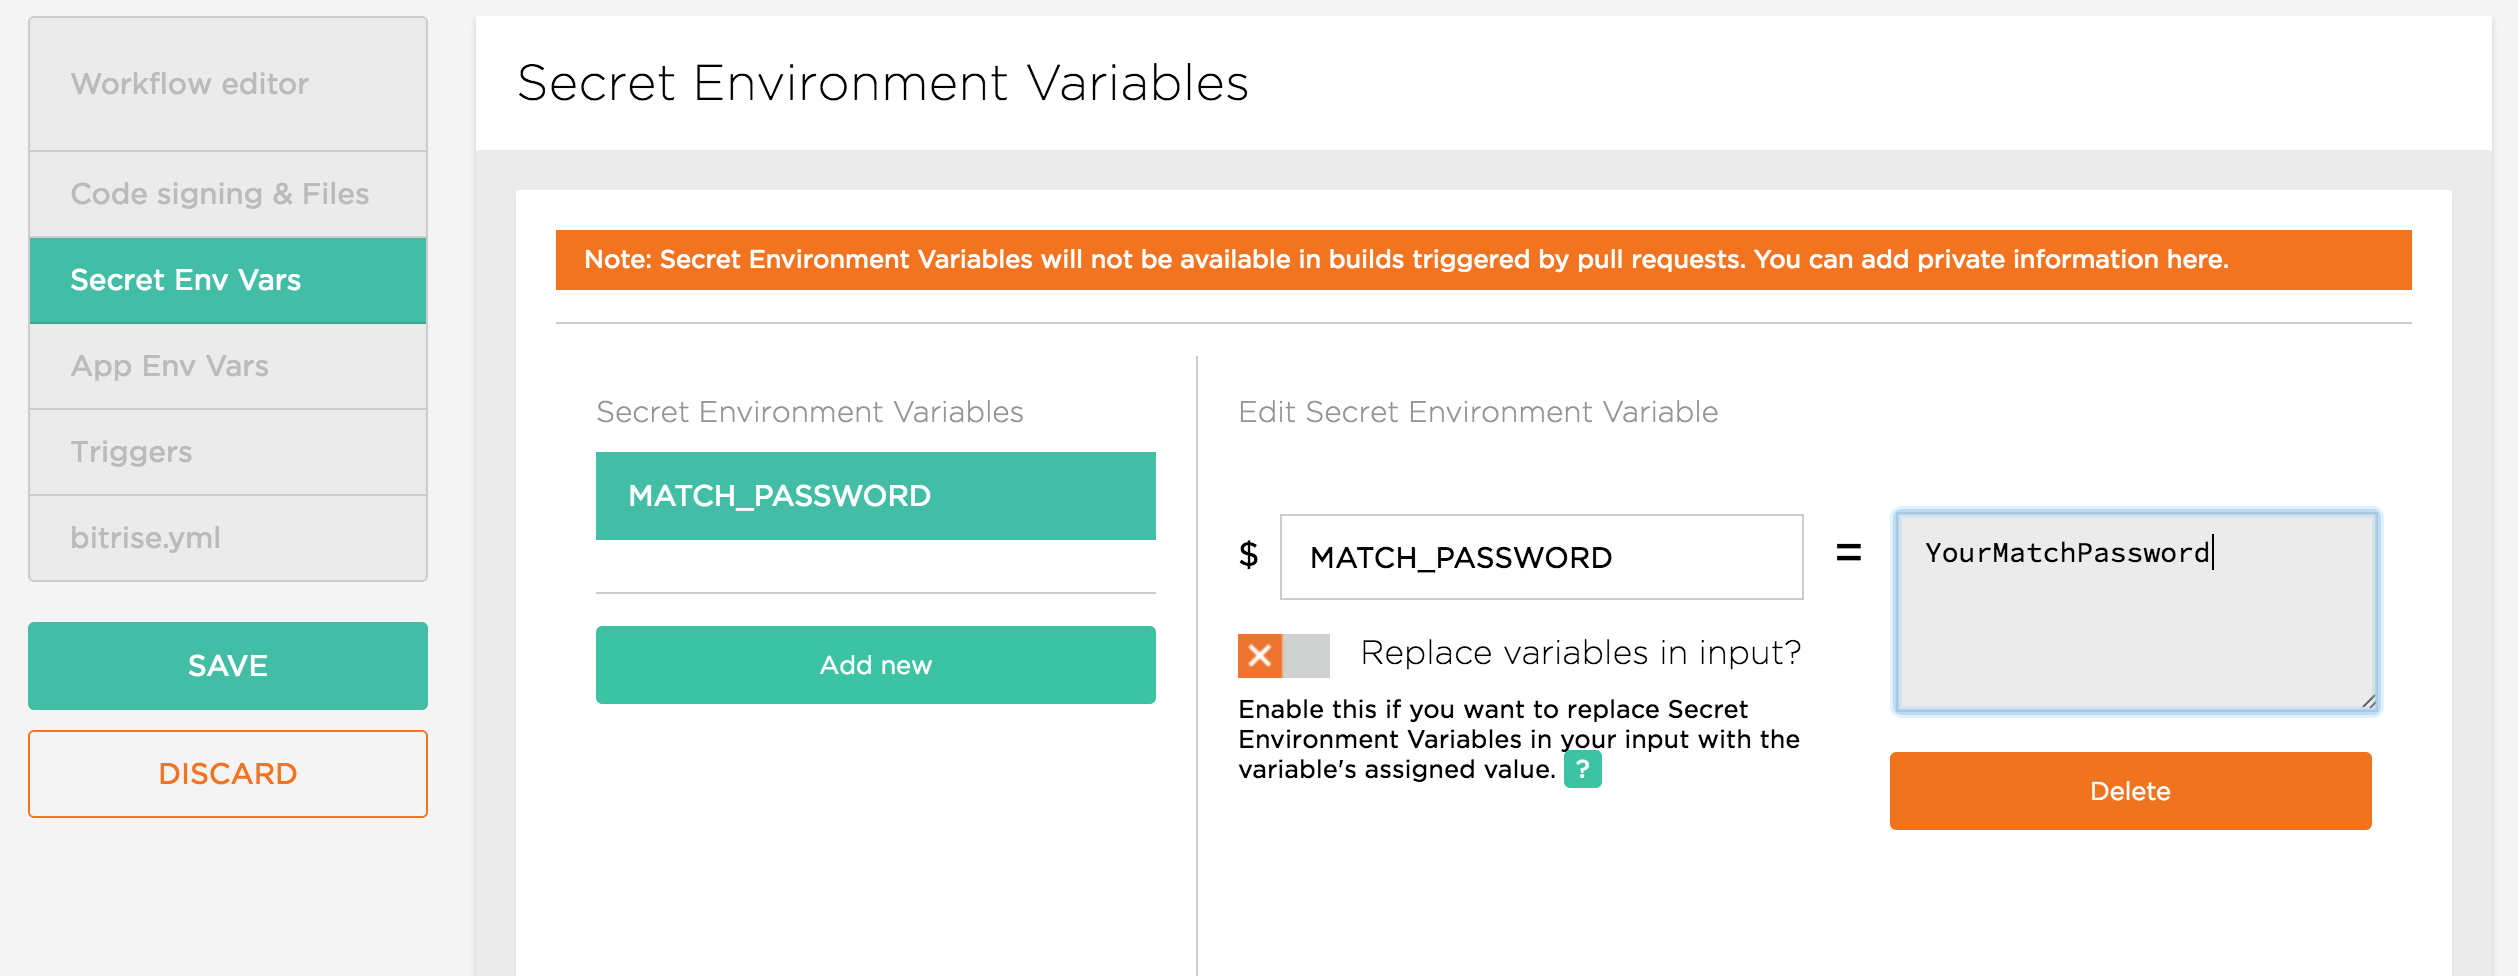 Workflow editor
Code signing & Files
Secret Env Vars
App Env Vars
Triggers
bitrise.yml
SAVE
DISCARD
Secret Environment Variables
Note: Secret Environment Variables will not be available in builds triggered by pull requests. You can add private information here.
Secret Environment Variables
MATCH_PASSWORD
Add new
Edit Secret Environment Variable
$ MATCH_PASSWORD = YourMatchPassword
Replace variables in input?
Enable this if you want to replace Secret
Environment Variables in your input with the
variable's assigned value. ?
Delete